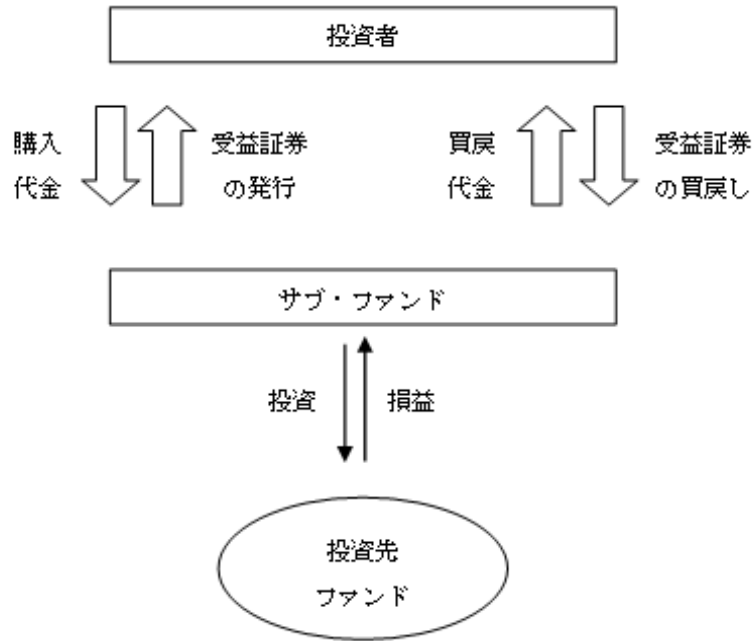 投資者
購入
代金
受益証券
の発行
買戻
代金
受益証券
の買戻し
サブ・ファンド
投資
損益
投資先
ファンド